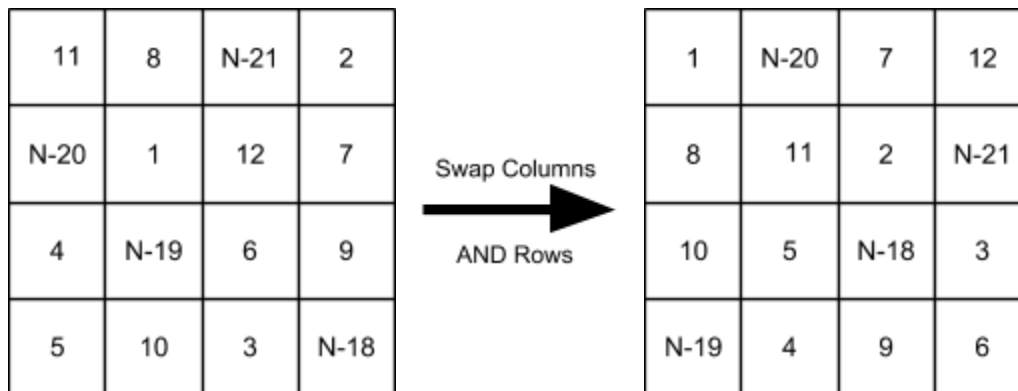 11 8 N-21 2
N-20 1 12 7
4 N-19 6 9
5 10 3 N-18
Swap Columns
AND Rows
1 N-20 7 12
8 11 2 N-21
10 5 N-18 3
N-19 4 9 6